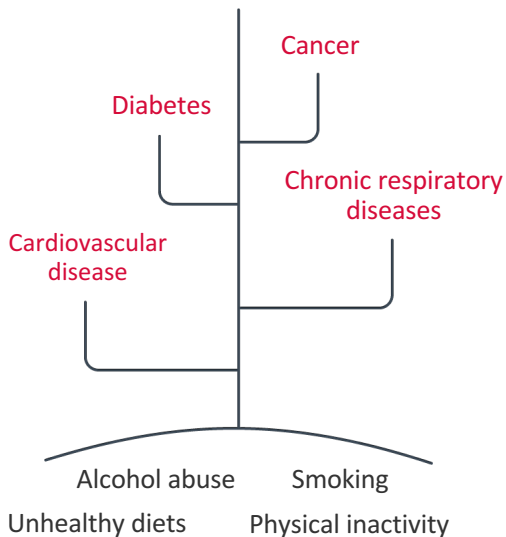 Cancer
Diabetes
Chronic respiratory
diseases
Cardiovascular
disease
Alcohol abuse
Smoking
Unhealthy diets
Physical inactivity